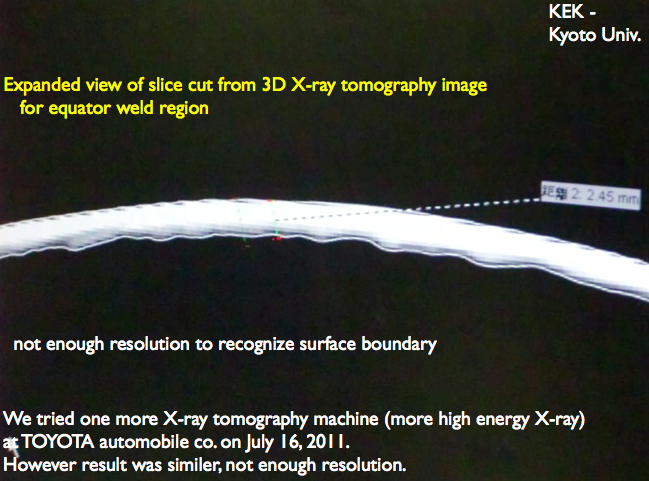 KEK -
Kyoto Univ.
Expanded view of slice cut from 3D X-ray tomography image
for equator weld region
距離 2: 2.45 mm
not enough resolution to recognize surface boundary
We tried one more X-ray tomography machine (more high energy X-ray)
at TOYOTA automobile co. on July 16, 2011.
However result was similer, not enough resolution.